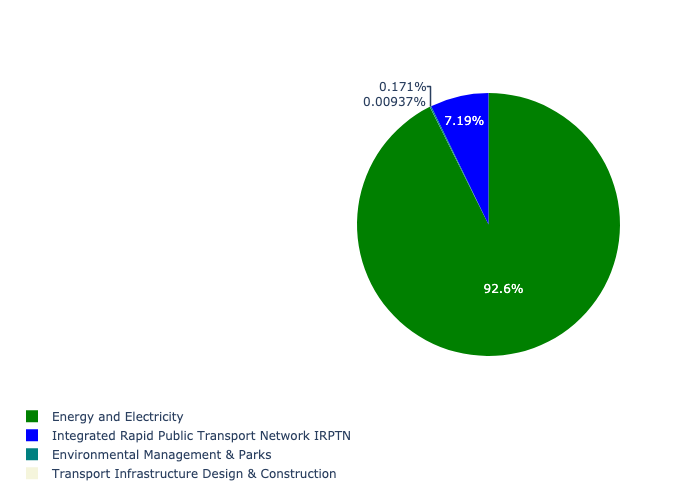 0.171%
0.00937%
7.19%
92.6%
Energy and Electricity
Integrated Rapid Public Transport Network IRPTN
Environmental Management & Parks
Transport Infrastructure Design & Construction